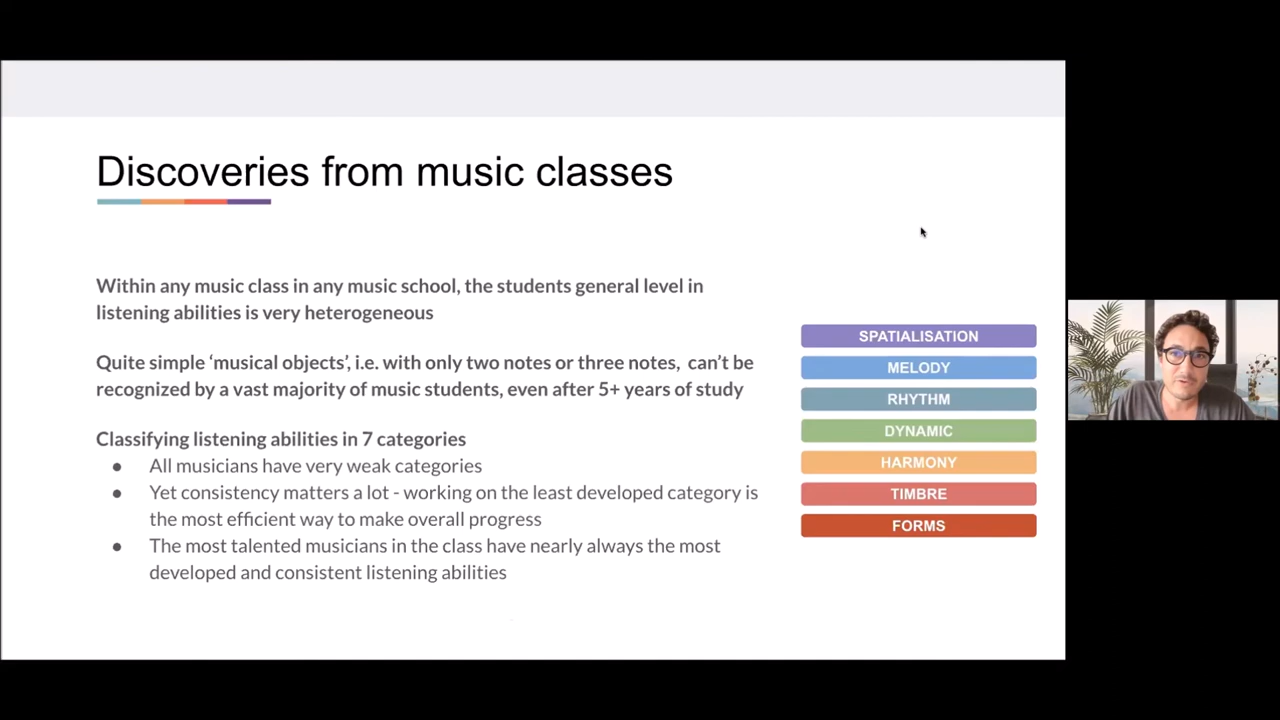 Discoveries from music classes
Within any music class in any music school, the students general level in
listening abilities is very heterogeneous
Quite simple ‘musical objects’, i.e. with only two notes or three notes, can’t be
recognized by a vast majority of music students, even after 5+ years of study
Classifying listening abilities in 7 categories
● All musicians have very weak categories
● Yet consistency matters a lot - working on the least developed category is
the most efficient way to make overall progress
● The most talented musicians in the class have nearly always the most
developed and consistent listening abilities
SPATIALISATION
MELODY
RHYTHM
DYNAMIC
HARMONY
TIMBRE
FORMS